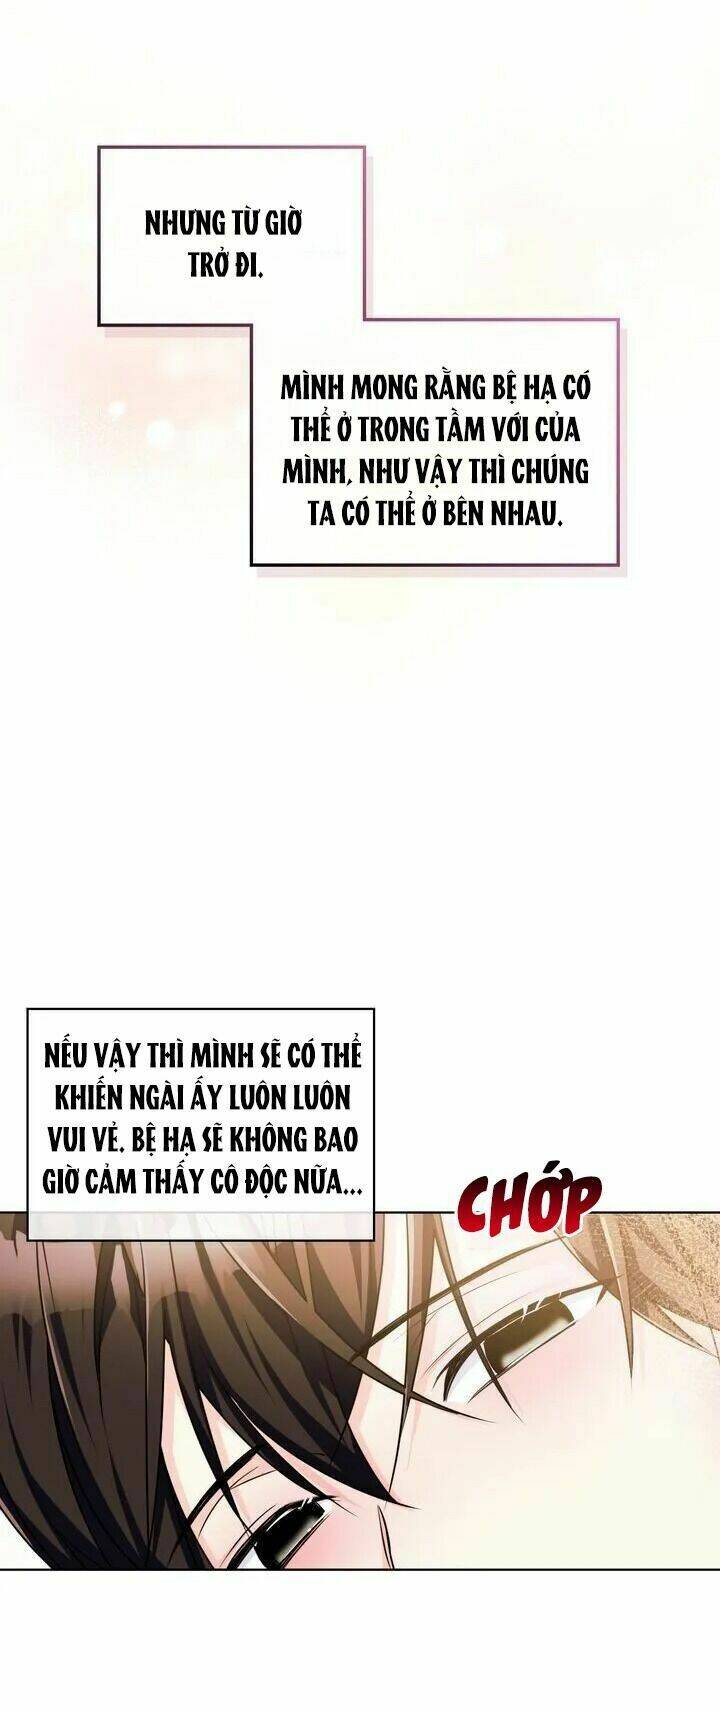 NHƯNG TỪ GIỜ
TRỞ ĐI.
MÌNH MONG RẰNG BỆ HẠ CÓ
THỂ Ở TRONG TẦM VỚI CỦA
MÌNH, NHƯ VẬY THÌ CHÚNG
TA CÓ THỂ Ở BÊN NHAU.
NẾU VẬY THÌ MÌNH SẼ CÓ THỂ
KHIẾN NGÀI ẤY LUÔN LUÔN
VUI VẺ. BỆ HẠ SẼ KHÔNG BAO
GIỜ CẢM THẤY CÔ ĐỘC NỮA...
CHỚP